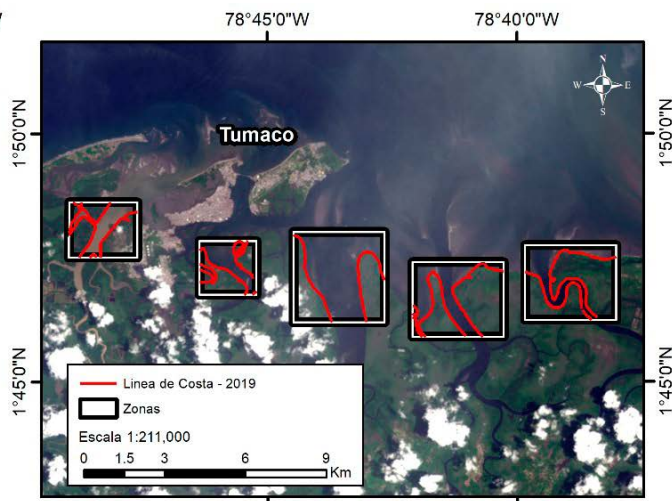 78°45'0"W
78°40'0"W
W
N
W
E
S
1°50'0"N
1°50'0"N
Tumaco
1°45'0"N
1°45'0"N
Linea de Costa - 2019
Zonas
Escala 1:211,000
0 1.5 3 6 9
Km